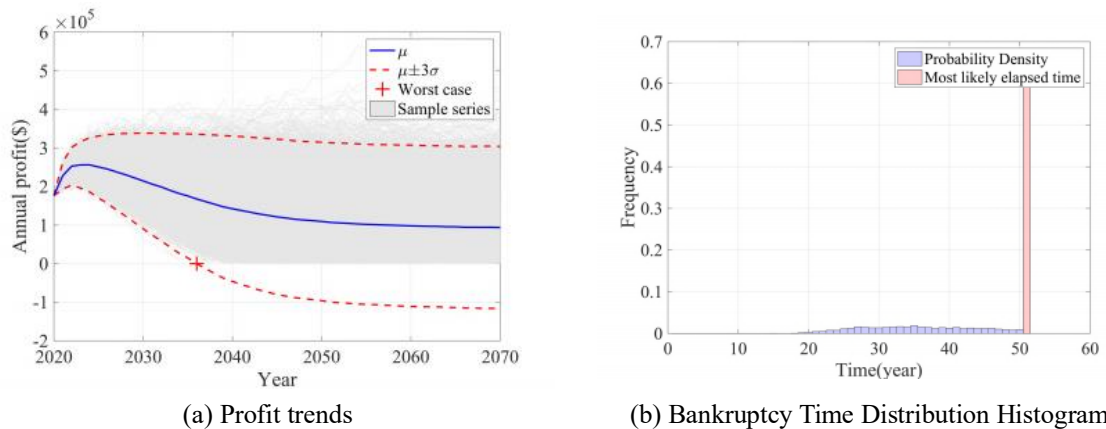 ×10⁵
6
5
4
3
2
1
0
-1
-2
Annual profit($)
μ
μ±3σ
Worst case
Sample series
2020 2030 2040 2050 2060 2070
Year
(a) Profit trends
0.7
0.6
0.5
0.4
0.3
0.2
0.1
0
Frequency
Probability Density
Most likely elapsed time
0 10 20 30 40 50 60
Time(year)
(b) Bankruptcy Time Distribution Histogram